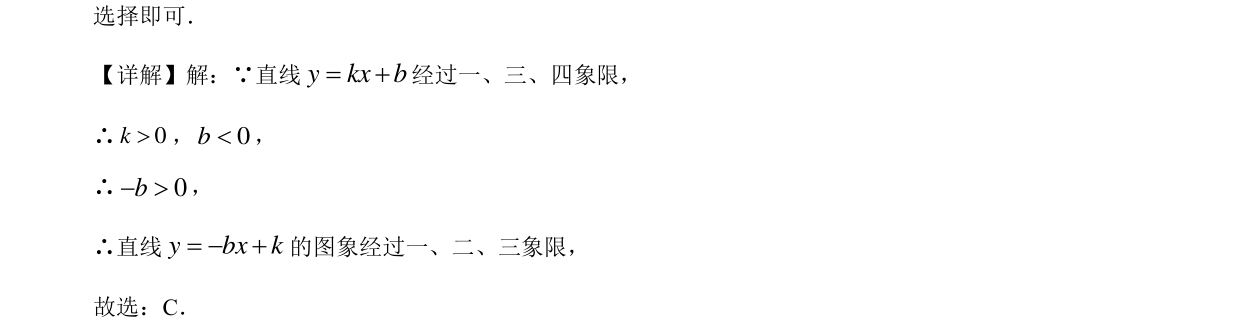 选择即可．
【详解】解：∵直线 y = kx + b 经过一、三、四象限，
∴ k > 0，b < 0，
∴ −b > 0，
∴直线 y = −bx + k 的图象经过一、二、三象限，
故选：C．